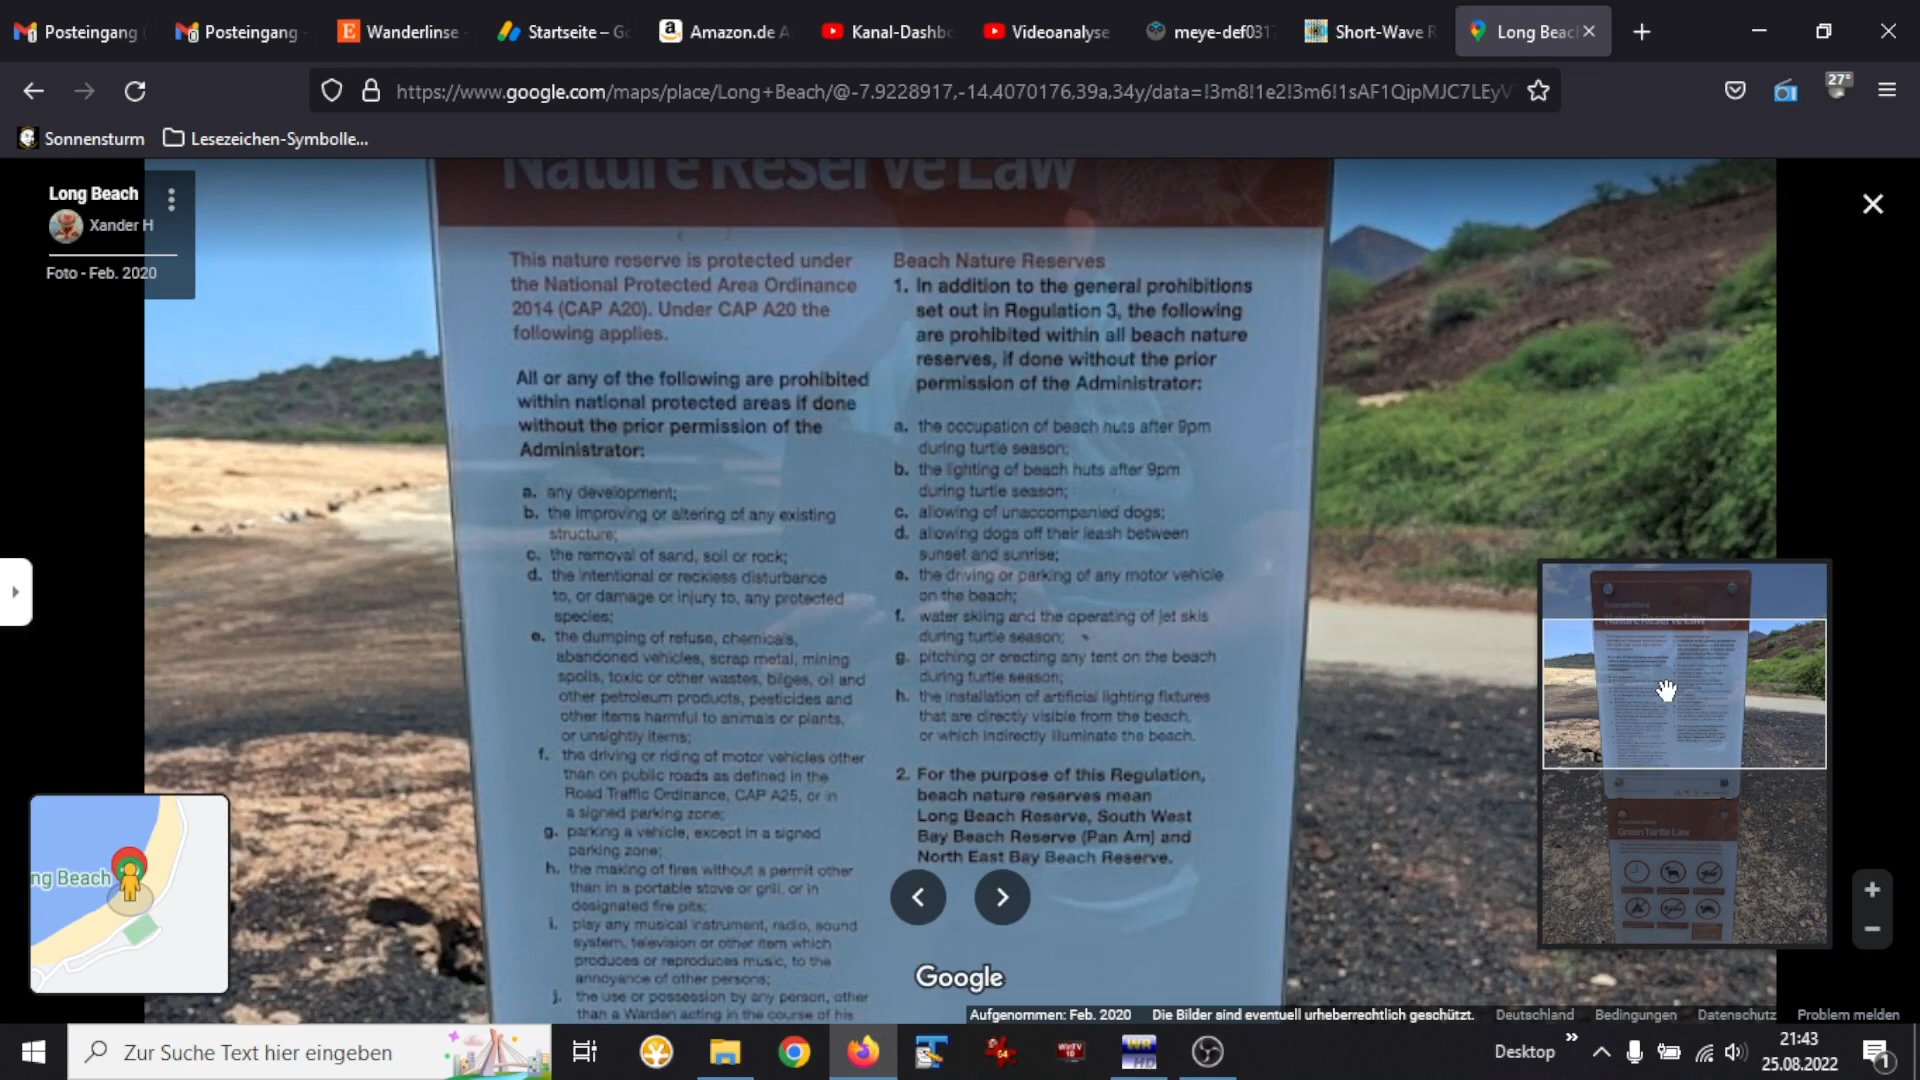 Posteingang
Posteingang
Wanderlinse
Startseite – Go
Amazon.de A
Kanal-Dashbo
Videoanalyse
meye-def031
Short-Wave R
Long Beac
https://www.google.com/maps/place/Long+Beach/@-7.9228917,-14.4070176,39a,34y/data=!3m8!1e2!3m6!1sAF1QipMJC7LEyV
27°
Sonnensturm
Lesezeichen-Symbolle...
Long Beach
Xander H
Foto - Feb. 2020
Nature Reserve Law
This nature reserve is protected under
the National Protected Area Ordinance
2014 (CAP A20). Under CAP A20 the
following applies.
All or any of the following are prohibited
within national protected areas if done
without the prior permission of the
Administrator:
a. any development;
b. the improving or altering of any existing
structure;
c. the removal of sand, soil or rock;
d. the intentional or reckless disturbance
to, or damage or injury to, any protected
species;
e. the dumping of refuse, chemicals,
abandoned vehicles, scrap metal, mining
spoils, toxic or other wastes, bilges, oil and
other petroleum products, pesticides and
other items harmful to animals or plants,
or unsightly items;
f. the driving or riding of motor vehicles other
than on public roads as defined in the
Road Traffic Ordinance, CAP A25, or in
a signed parking zone;
g. parking a vehicle, except in a signed
parking zone;
h. the making of fires without a permit other
than in a portable stove or grill, or in
designated fire pits;
i. play any musical instrument, radio, sound
system, television or other item which
produces or reproduces music, to the
annoyance of other persons;
j. the use or possession by any person, other
than a Warden acting in the course of his
Beach Nature Reserves
1. In addition to the general prohibitions
set out in Regulation 3, the following
are prohibited within all beach nature
reserves, if done without the prior
permission of the Administrator:
a. the occupation of beach huts after 9pm
during turtle season;
b. the lighting of beach huts after 9pm
during turtle season;
c. allowing of unaccompanied dogs;
d. allowing dogs off their leash between
sunset and sunrise;
e. the driving or parking of any motor vehicle
on the beach;
f. water skiing and the operating of jet skis
during turtle season;
g. pitching or erecting any tent on the beach
during turtle season;
h. the installation of artificial lighting fixtures
that are directly visible from the beach,
or which indirectly illuminate the beach.
2. For the purpose of this Regulation,
beach nature reserves mean
Long Beach Reserve, South West
Bay Beach Reserve (Pan Am) and
North East Bay Beach Reserve.
Nature Reserve Law
Green Turtle Law
ng Beach
Google
Aufgenommen: Feb. 2020 Die Bilder sind eventuell urheberrechtlich geschützt. Deutschland Bedingungen Datenschutz Problem melden
Zur Suche Text hier eingeben
64
WinTV
10
WR
HD
Desktop
21:43
25.08.2022
1